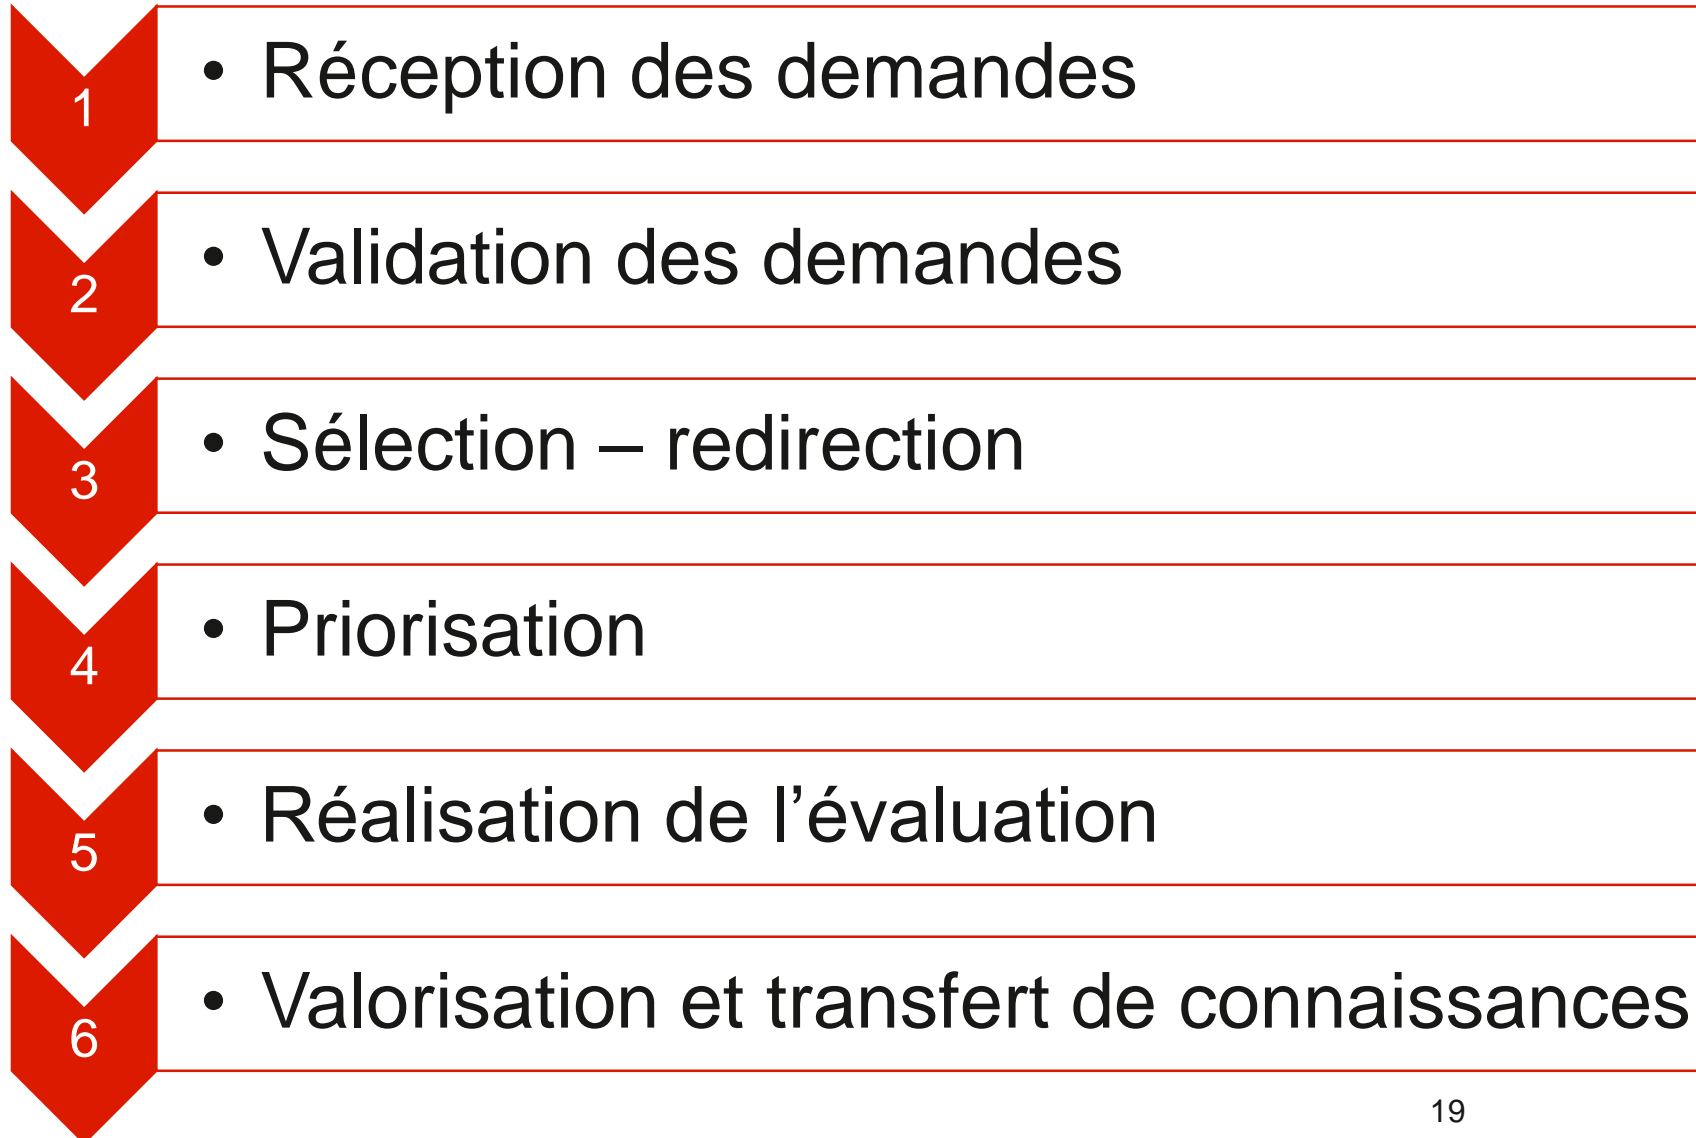 1
• Réception des demandes
2
• Validation des demandes
3
• Sélection – redirection
4
• Priorisation
5
• Réalisation de l’évaluation
6
• Valorisation et transfert de connaissances
19